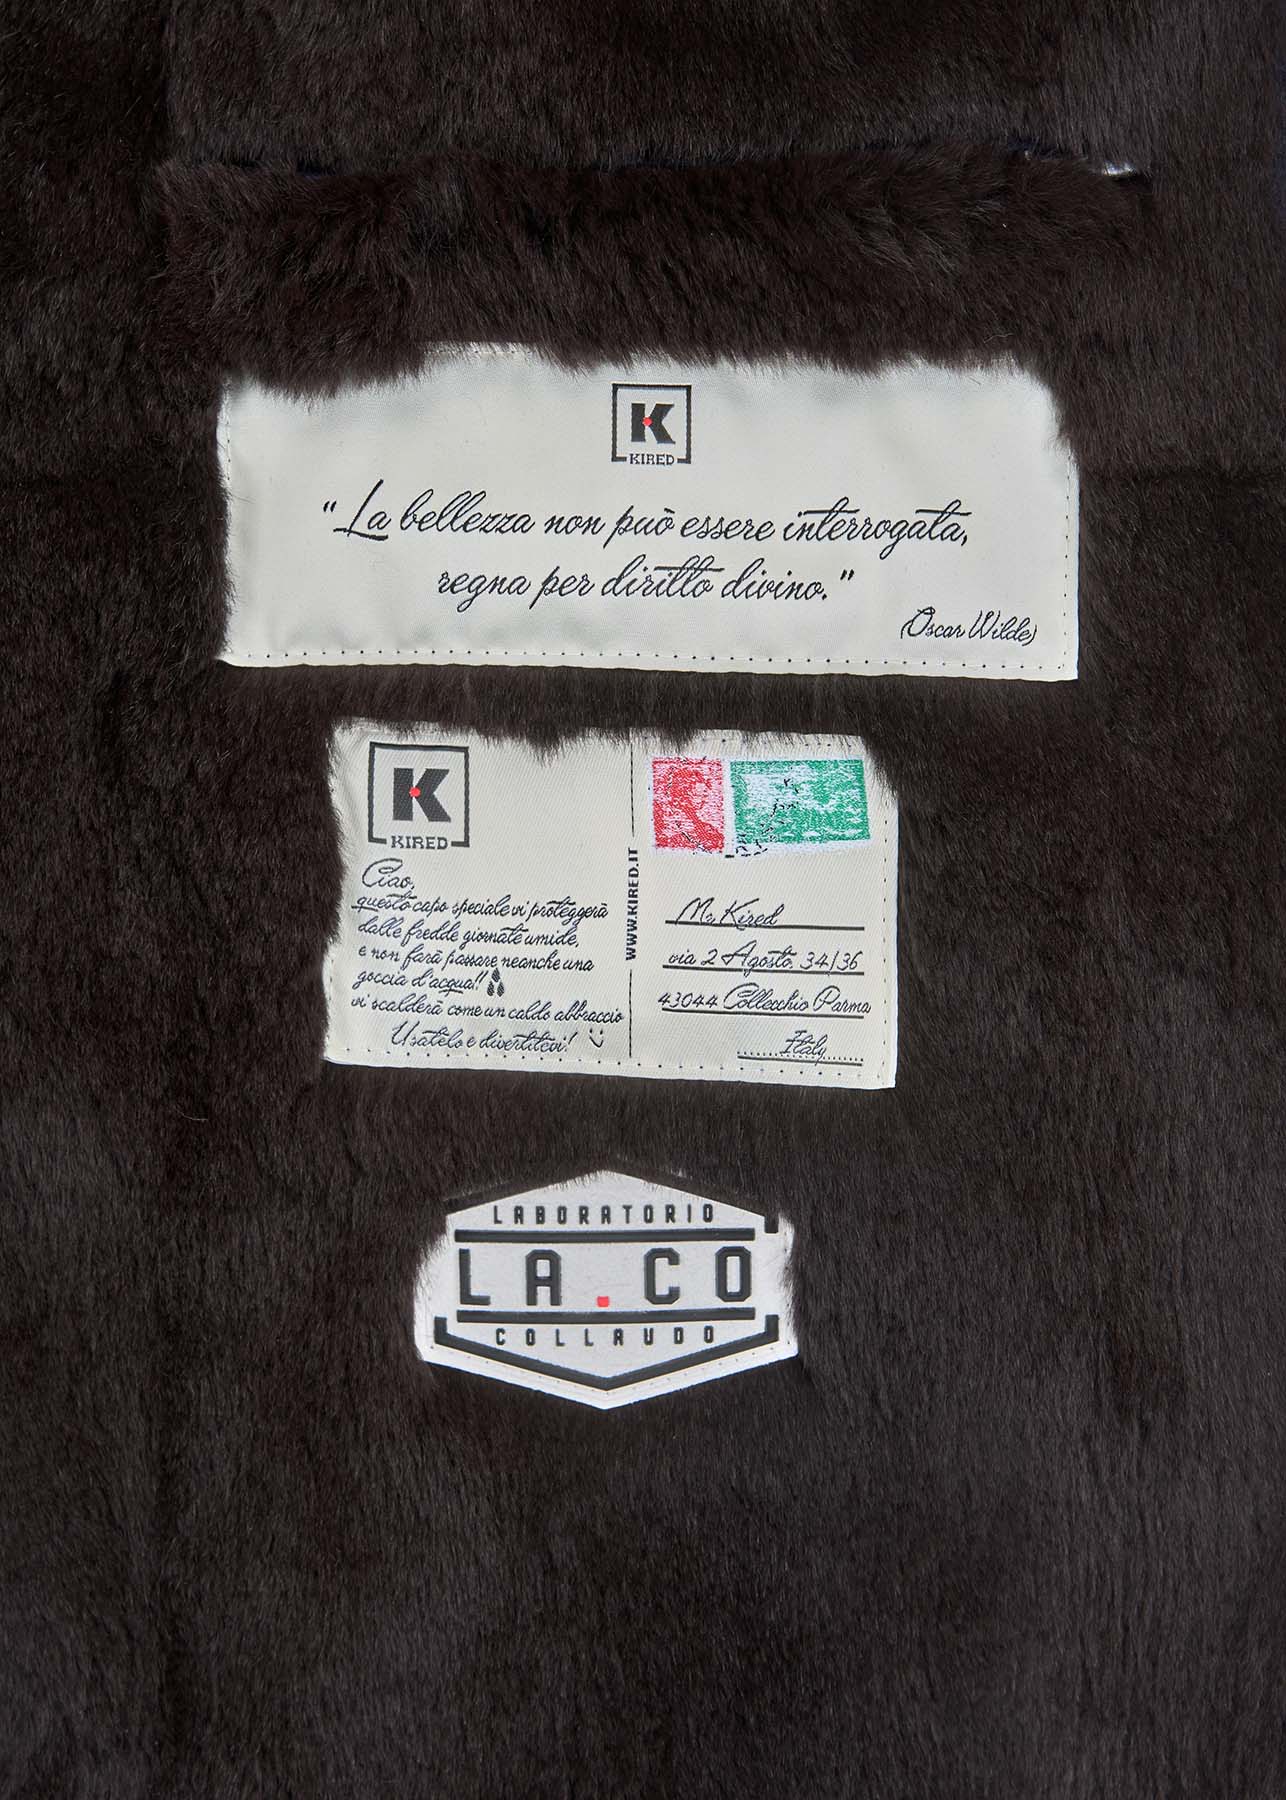 K
KIRED
"La bellezza non può essere interrogata,
regna per diritto divino."
(Oscar Wilde)
K
KIRED
Ciao,
questo capo speciale vi proteggerà
dalle fredde giornate umide,
e non farà passare neanche una
goccia d'acqua!!
vi scalderà come un caldo abbraccio
Usatelo e divertitevi! :)
WWW.KIRED.IT
Mr Kired
via 2 Agosto. 34/36
43044 Collecchio Parma
Italy
LABORATORIO
LA.CO
COLLAUDO